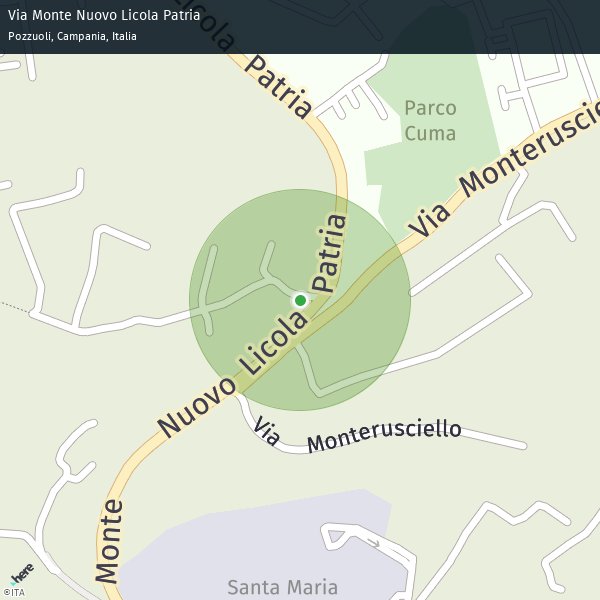 Via Monte Nuovo Licola Patria
Pozzuoli, Campania, Italia
Licola Patria
Parco
Cuma
Via Monterusciello
Monte Nuovo Licola Patria
Via Monterusciello
Santa Maria
here
©ITA